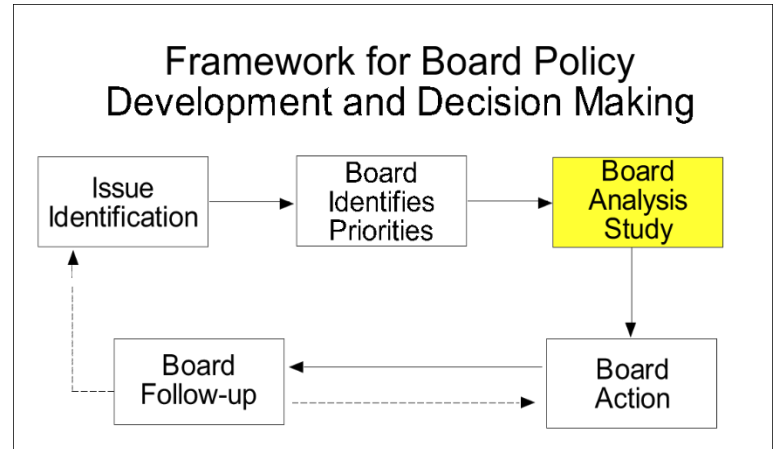 Framework for Board Policy
Development and Decision Making
Issue
Identification
Board
Identifies
Priorities
Board
Analysis
Study
Board
Follow-up
Board
Action